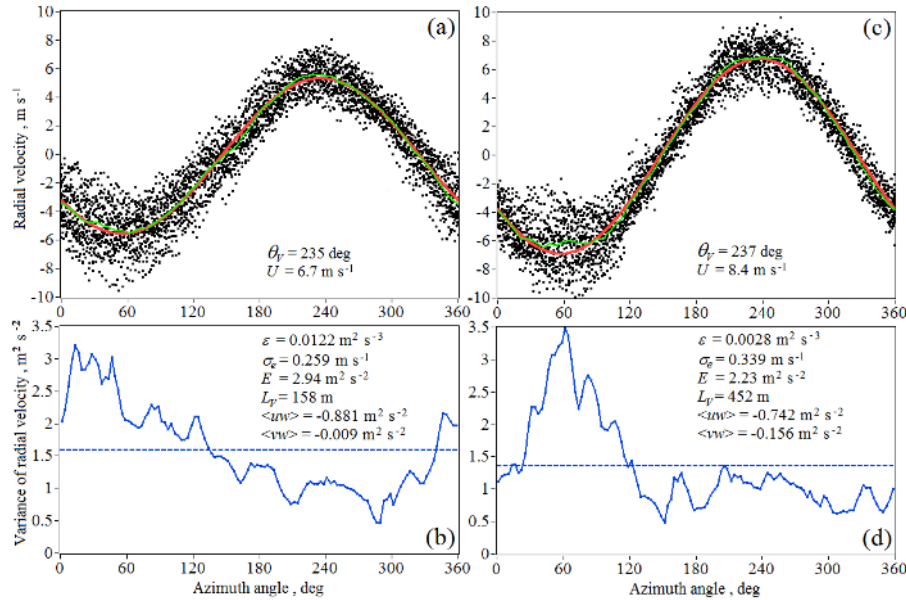 (a)
10
8
6
4
2
0
-2
-4
-6
-8
-10
Radial velocity , m s⁻¹
θV = 235 deg
U = 6.7 m s⁻¹
0 60 120 180 240 300 360
(c)
10
8
6
4
2
0
-2
-4
-6
-8
-10
θV = 237 deg
U = 8.4 m s⁻¹
0 60 120 180 240 300 360
3.5
3
2.5
2
1.5
1
0.5
0
Variance of radial velocity, m² s⁻²
ε = 0.0122 m² s⁻³
σe = 0.259 m s⁻¹
E = 2.94 m² s⁻²
LV = 158 m
<uw> = -0.881 m² s⁻²
<vw> = -0.009 m² s⁻²
(b)
0 60 120 180 240 300 360
Azimuth angle , deg
3.5
3
2.5
2
1.5
1
0.5
0
ε = 0.0028 m² s⁻³
σe = 0.339 m s⁻¹
E = 2.23 m² s⁻²
LV = 452 m
<uw> = -0.742 m² s⁻²
<vw> = -0.156 m² s⁻²
(d)
0 60 120 180 240 300 360
Azimuth angle , deg